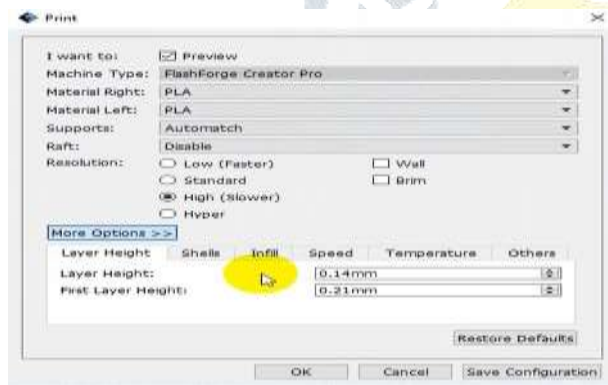 Print
I want to: Preview
Machine Type: FlashForge Creator Pro
Material Right: PLA
Material Left: PLA
Supports: Automatch
Raft: Disable
Resolution: Low (Faster) Wall
Standard Brim
High (Slower)
Hyper
More Options >>
Layer Height Shells Infill Speed Temperature Others
Layer Height: 0.14mm
First Layer Height: 0.21mm
Restore Defaults
OK Cancel Save Configuration